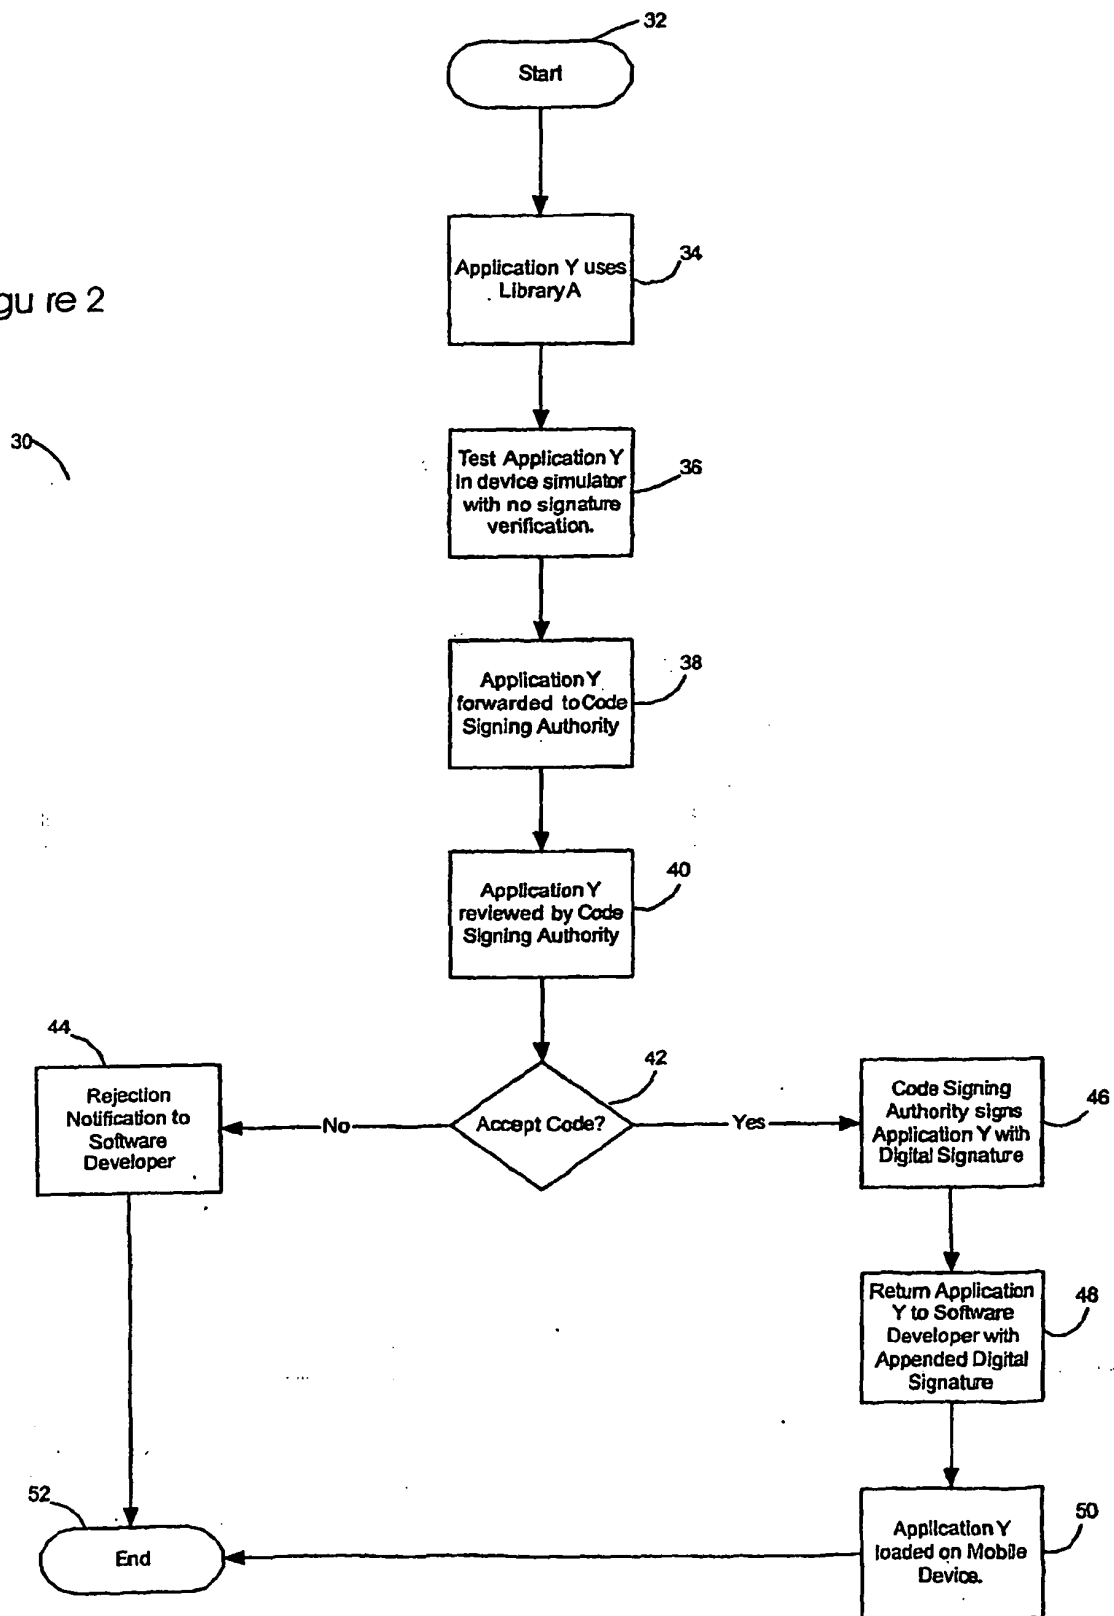 32
Start
Application Y uses
Library A
34
gu re 2
30
Test Application Y
in device simulator
with no signature
verification.
36
Application Y
forwarded to Code
Signing Authority
38
Application Y
reviewed by Code
Signing Authority
40
44
Rejection
Notification to
Software
Developer
No
Accept Code?
42
Yes
Code Signing
Authority signs
Application Y with
Digital Signature
46
Return Application
Y to Software
Developer with
Appended Digital
Signature
48
52
End
Application Y
loaded on Mobile
Device.
50